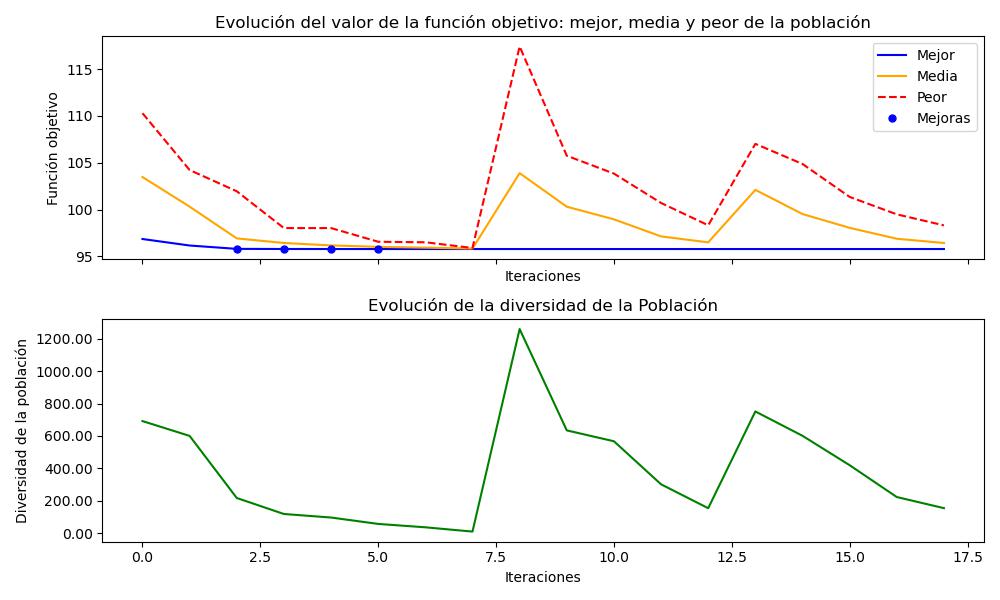 Evolución del valor de la función objetivo: mejor, media y peor de la población
Función objetivo
115
110
105
100
95
Mejor
Media
Peor
Mejoras
Iteraciones
Evolución de la diversidad de la Población
Diversidad de la población
1200.00
1000.00
800.00
600.00
400.00
200.00
0.00
0.0 2.5 5.0 7.5 10.0 12.5 15.0 17.5
Iteraciones